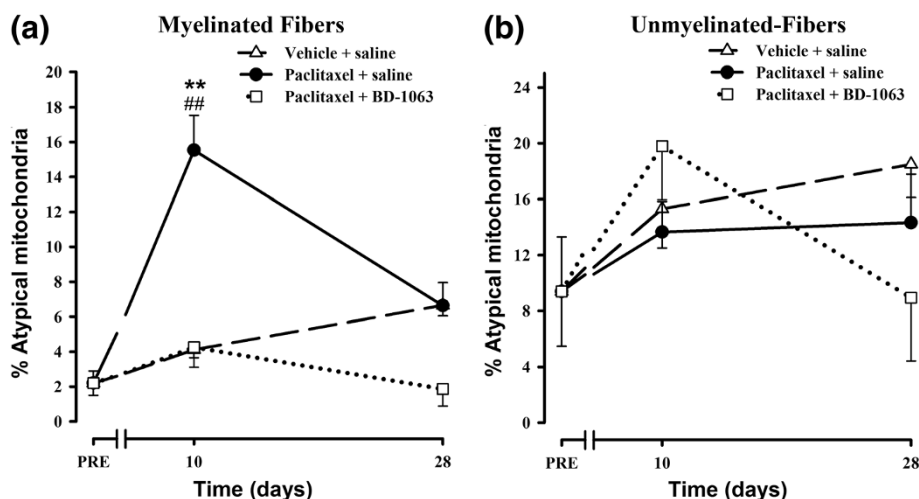 (a)
Myelinated Fibers
Vehicle + saline
Paclitaxel + saline
Paclitaxel + BD-1063
% Atypical mitochondria
20
18
16
14
12
10
8
6
4
2
0
**
##
PRE
10
28
Time (days)
(b)
Unmyelinated-Fibers
Vehicle + saline
Paclitaxel + saline
Paclitaxel + BD-1063
% Atypical mitochondria
24
20
16
12
8
4
0
PRE
10
28
Time (days)